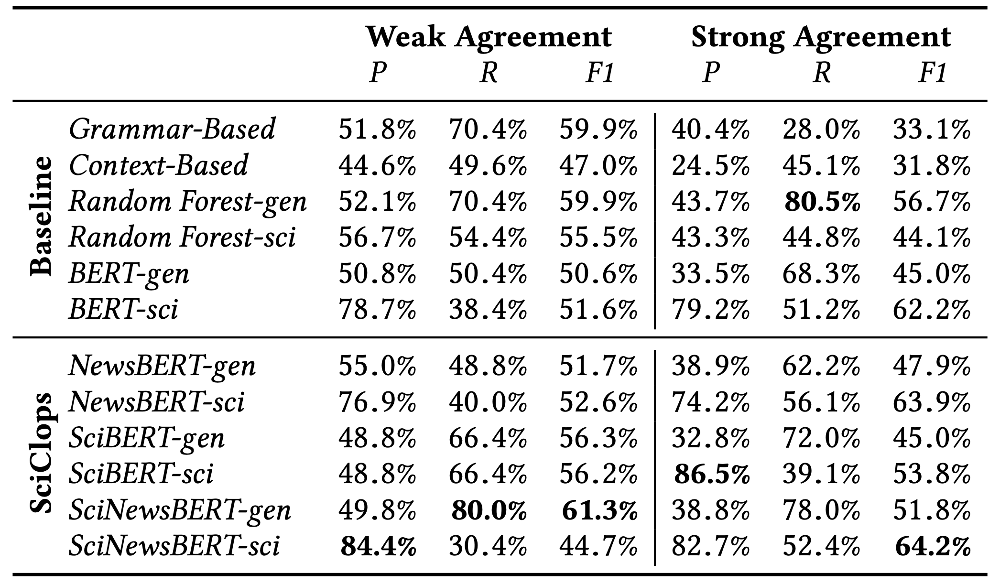 Weak Agreement Strong Agreement
P R F1 P R F1
Baseline
Grammar-Based 51.8% 70.4% 59.9% 40.4% 28.0% 33.1%
Context-Based 44.6% 49.6% 47.0% 24.5% 45.1% 31.8%
Random Forest-gen 52.1% 70.4% 59.9% 43.7% 80.5% 56.7%
Random Forest-sci 56.7% 54.4% 55.5% 43.3% 44.8% 44.1%
BERT-gen 50.8% 50.4% 50.6% 33.5% 68.3% 45.0%
BERT-sci 78.7% 38.4% 51.6% 79.2% 51.2% 62.2%
SciClops
NewsBERT-gen 55.0% 48.8% 51.7% 38.9% 62.2% 47.9%
NewsBERT-sci 76.9% 40.0% 52.6% 74.2% 56.1% 63.9%
SciBERT-gen 48.8% 66.4% 56.3% 32.8% 72.0% 45.0%
SciBERT-sci 48.8% 66.4% 56.2% 86.5% 39.1% 53.8%
SciNewsBERT-gen 49.8% 80.0% 61.3% 38.8% 78.0% 51.8%
SciNewsBERT-sci 84.4% 30.4% 44.7% 82.7% 52.4% 64.2%